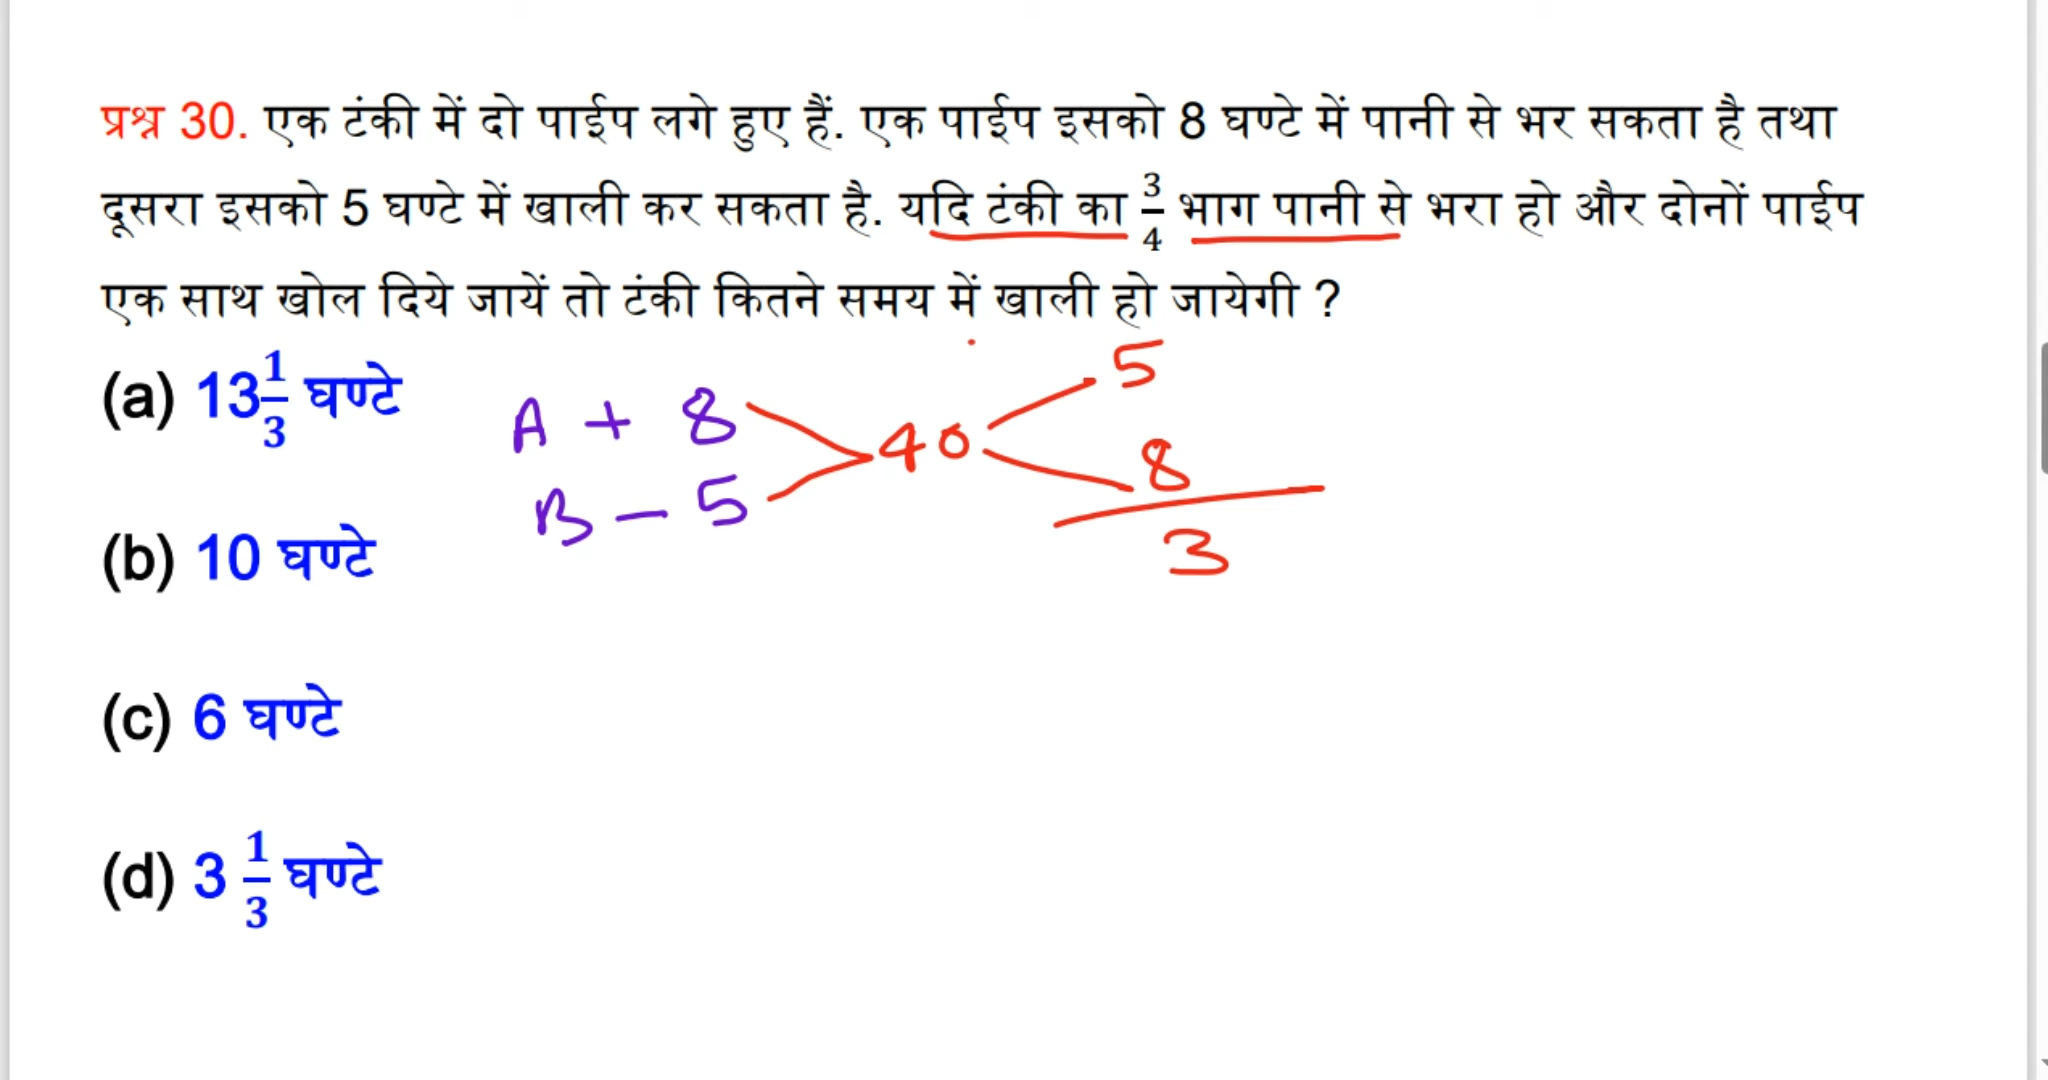 प्रश्न 30. एक टंकी में दो पाईप लगे हुए हैं. एक पाईप इसको 8 घण्टे में पानी से भर सकता है तथा
दूसरा इसको 5 घण्टे में खाली कर सकता है. यदि टंकी का 3/4 भाग पानी से भरा हो और दोनों पाईप
एक साथ खोल दिये जायें तो टंकी कितने समय में खाली हो जायेगी ?
(a) 13 1/3 घण्टे
(b) 10 घण्टे
(c) 6 घण्टे
(d) 3 1/3 घण्टे
A + 8
B - 5
40
5
8
3